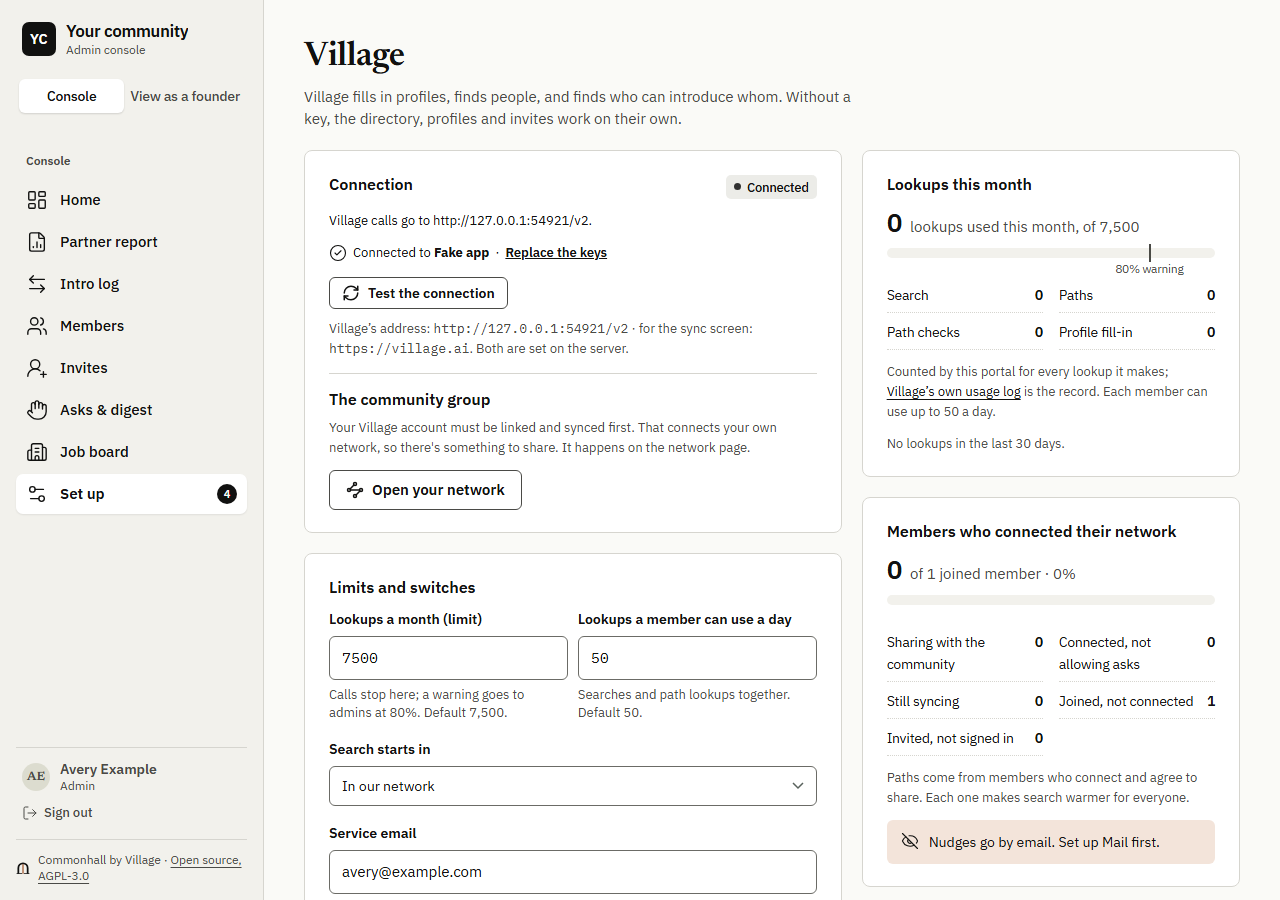 YC
Your community
Admin console
Console
View as a founder
Console
Home
Partner report
Intro log
Members
Invites
Asks & digest
Job board
Set up
4
AE
Avery Example
Admin
Sign out
Commonhall by Village · Open source,
AGPL-3.0
Village
Village fills in profiles, finds people, and finds who can introduce whom. Without a
key, the directory, profiles and invites work on their own.
Connection
Connected
Village calls go to http://127.0.0.1:54921/v2.
Connected to Fake app · Replace the keys
Test the connection
Village’s address: http://127.0.0.1:54921/v2 · for the sync screen:
https://village.ai. Both are set on the server.
The community group
Your Village account must be linked and synced first. That connects your own
network, so there's something to share. It happens on the network page.
Open your network
Limits and switches
Lookups a month (limit)
Lookups a member can use a day
7500
50
Calls stop here; a warning goes to
admins at 80%. Default 7,500.
Searches and path lookups together.
Default 50.
Search starts in
In our network
Service email
avery@example.com
Lookups this month
0 lookups used this month, of 7,500
80% warning
Search 0
Paths 0
Path checks 0
Profile fill-in 0
Counted by this portal for every lookup it makes;
Village’s own usage log is the record. Each member can
use up to 50 a day.
No lookups in the last 30 days.
Members who connected their network
0 of 1 joined member · 0%
Sharing with the
community
0
Connected, not
allowing asks
0
Still syncing 0
Joined, not connected 1
Invited, not signed in 0
Paths come from members who connect and agree to
share. Each one makes search warmer for everyone.
Nudges go by email. Set up Mail first.